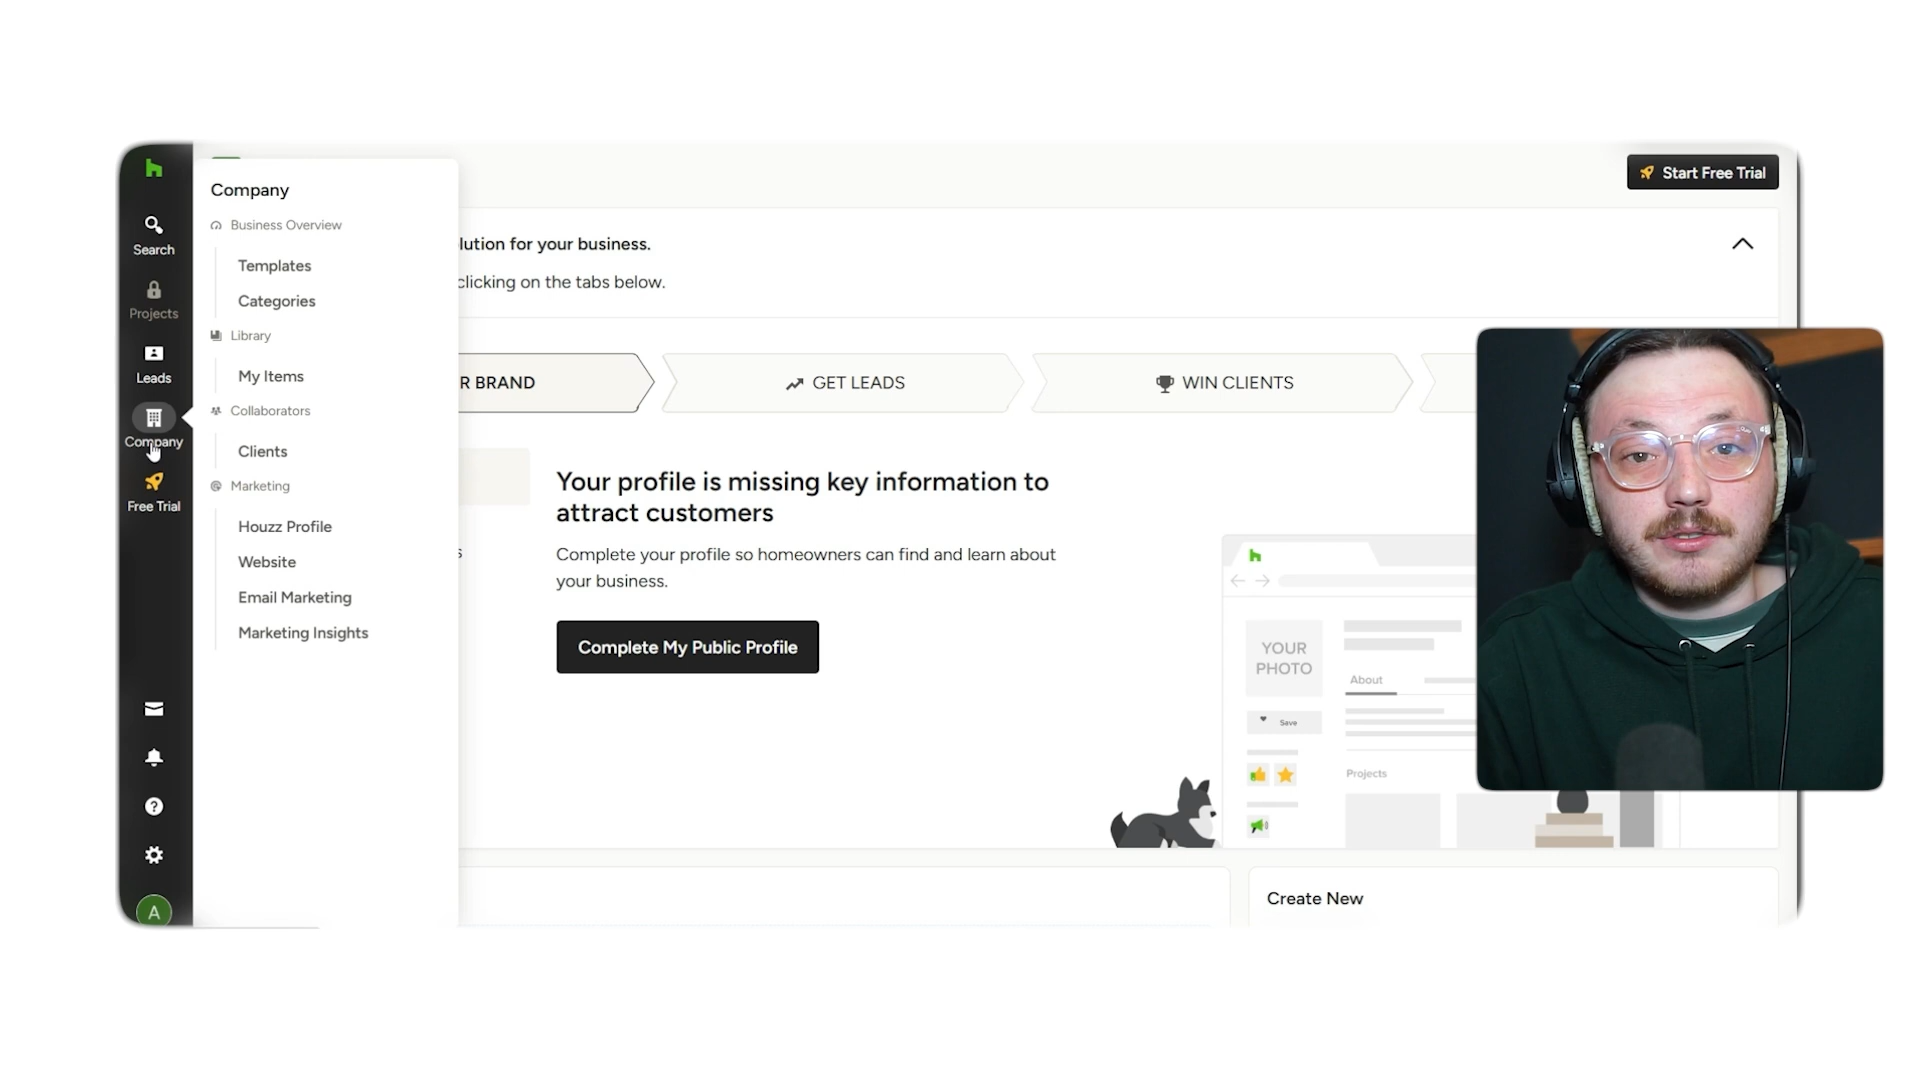 Search
Projects
Leads
Company
Free Trial
A
Company
Business Overview
Templates
Categories
Library
My Items
Collaborators
Clients
Marketing
Houzz Profile
Website
Email Marketing
Marketing Insights
Start Free Trial
lution for your business.
clicking on the tabs below.
R BRAND
GET LEADS
WIN CLIENTS
s
Your profile is missing key information to
attract customers
Complete your profile so homeowners can find and learn about
your business.
Complete My Public Profile
YOUR
PHOTO
About
Save
Projects
Create New